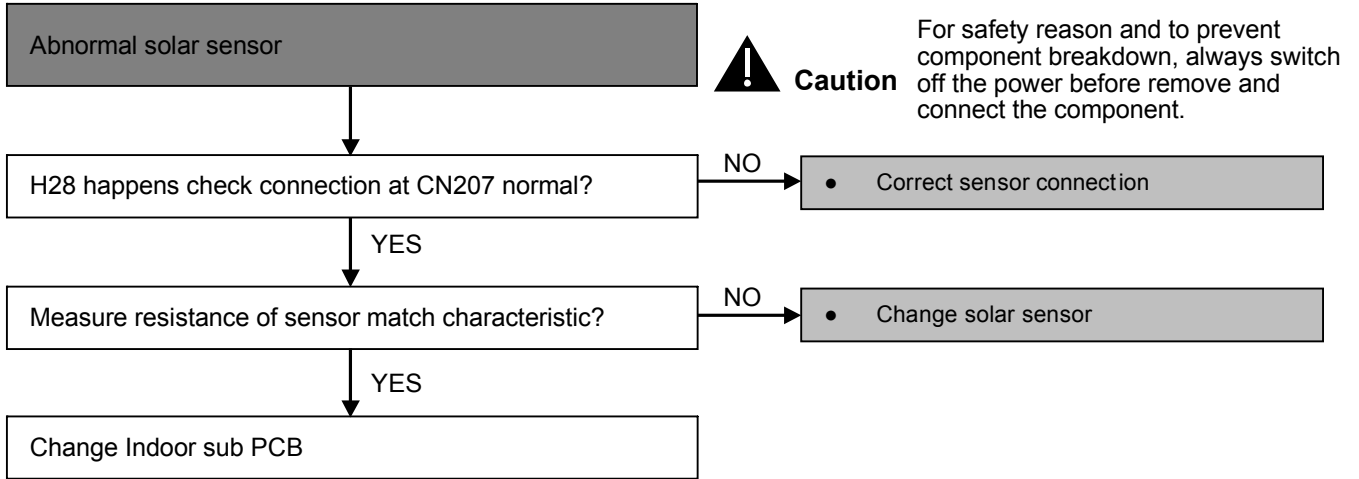 Abnormal solar sensor
For safety reason and to prevent
component breakdown, always switch
Caution off the power before remove and
connect the component.
H28 happens check connection at CN207 normal?
NO
● Correct sensor connection
YES
Measure resistance of sensor match characteristic?
NO
● Change solar sensor
YES
Change Indoor sub PCB